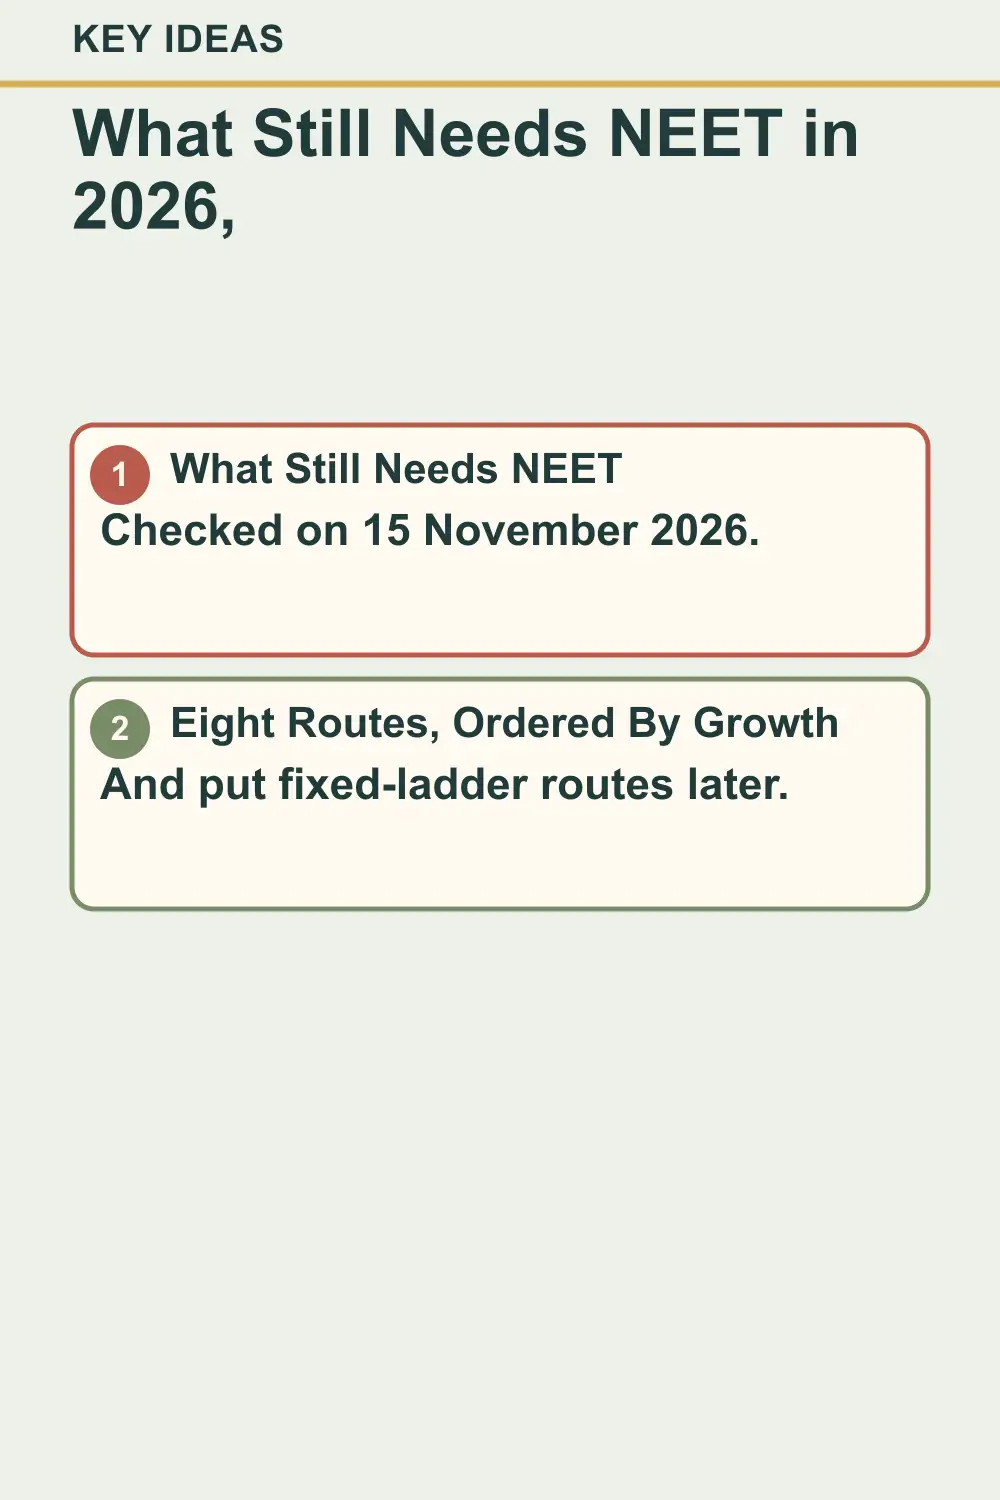 KEY IDEAS
What Still Needs NEET in
2026,
1 What Still Needs NEET
Checked on 15 November 2026.
2 Eight Routes, Ordered By Growth
And put fixed-ladder routes later.